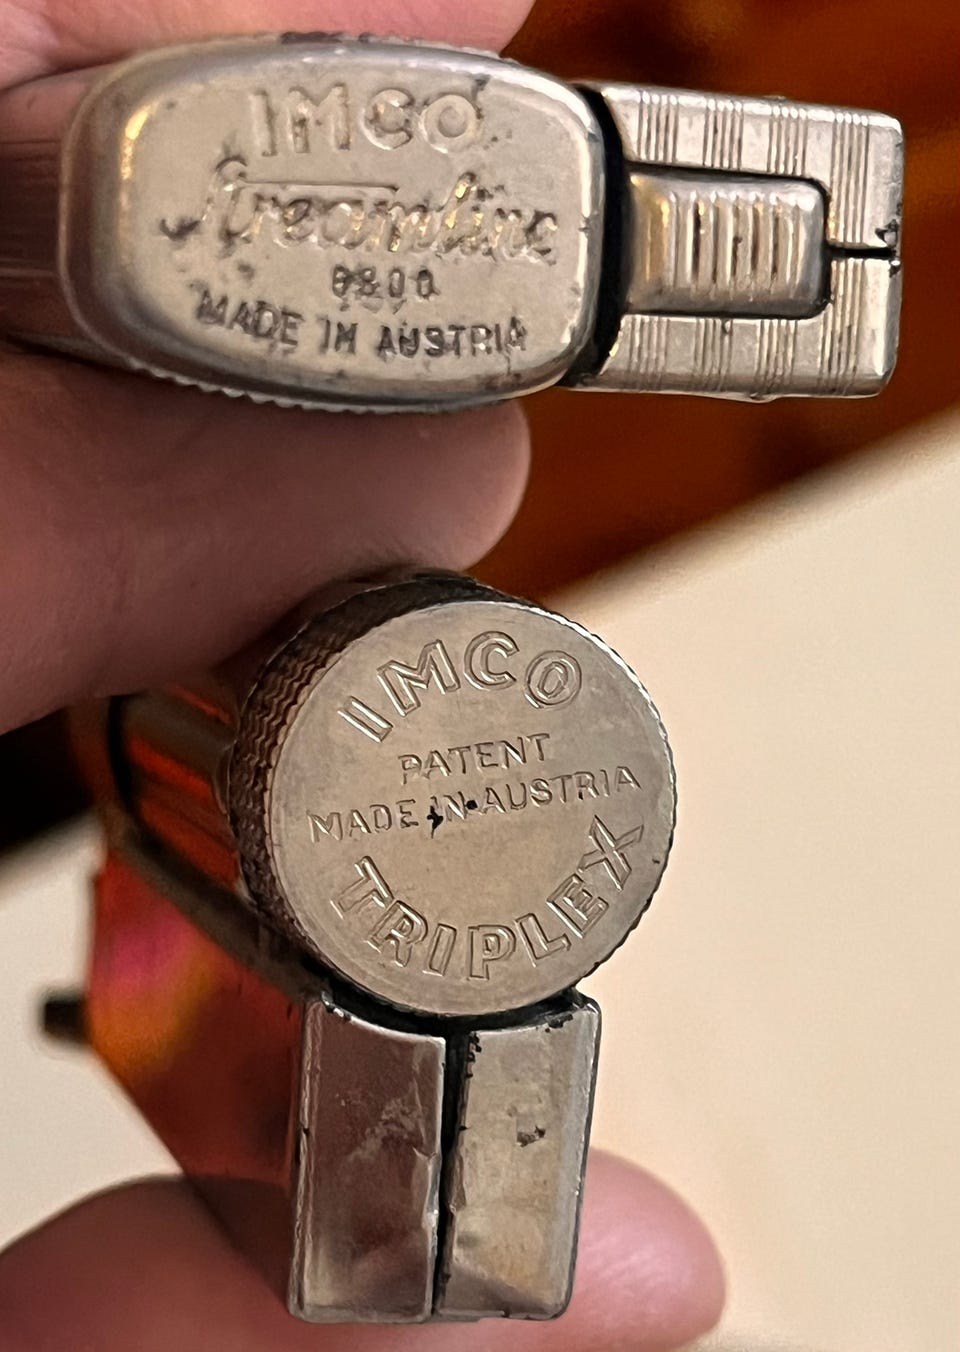 IMCO
Streamline
6800
MADE IN AUSTRIA
IMCO
PATENT
MADE IN AUSTRIA
TRIPLEX